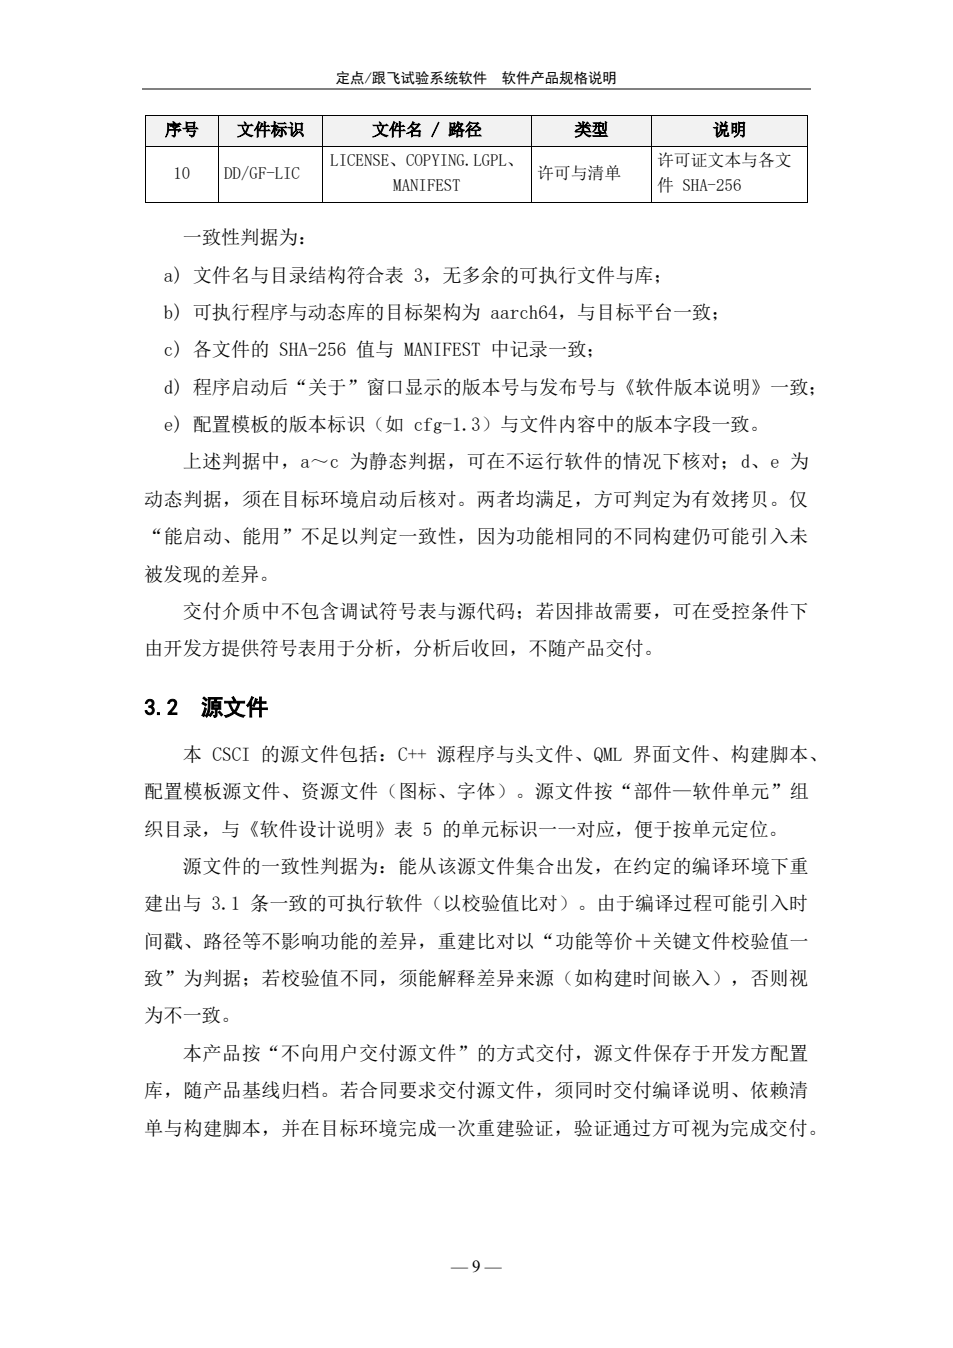 定点/跟飞试验系统软件　软件产品规格说明
序号 文件标识 文件名 / 路径 类型 说明
10 DD/GF-LIC LICENSE、COPYING.LGPL、MANIFEST 许可与清单 许可证文本与各文件 SHA-256
一致性判据为：
a) 文件名与目录结构符合表 3，无多余的可执行文件与库；
b) 可执行程序与动态库的目标架构为 aarch64，与目标平台一致；
c) 各文件的 SHA-256 值与 MANIFEST 中记录一致；
d) 程序启动后“关于”窗口显示的版本号与发布号与《软件版本说明》一致；
e) 配置模板的版本标识（如 cfg-1.3）与文件内容中的版本字段一致。
上述判据中，a～c 为静态判据，可在不运行软件的情况下核对；d、e 为
动态判据，须在目标环境启动后核对。两者均满足，方可判定为有效拷贝。仅
“能启动、能用”不足以判定一致性，因为功能相同的不同构建仍可能引入未
被发现的差异。
交付介质中不包含调试符号表与源代码；若因排故需要，可在受控条件下
由开发方提供符号表用于分析，分析后收回，不随产品交付。
3.2　源文件
本 CSCI 的源文件包括：C++ 源程序与头文件、QML 界面文件、构建脚本、
配置模板源文件、资源文件（图标、字体）。源文件按“部件—软件单元”组
织目录，与《软件设计说明》表 5 的单元标识一一对应，便于按单元定位。
源文件的一致性判据为：能从该源文件集合出发，在约定的编译环境下重
建出与 3.1 条一致的可执行软件（以校验值比对）。由于编译过程可能引入时
间戳、路径等不影响功能的差异，重建比对以“功能等价＋关键文件校验值一
致”为判据；若校验值不同，须能解释差异来源（如构建时间嵌入），否则视
为不一致。
本产品按“不向用户交付源文件”的方式交付，源文件保存于开发方配置
库，随产品基线归档。若合同要求交付源文件，须同时交付编译说明、依赖清
单与构建脚本，并在目标环境完成一次重建验证，验证通过方可视为完成交付。
— 9 —